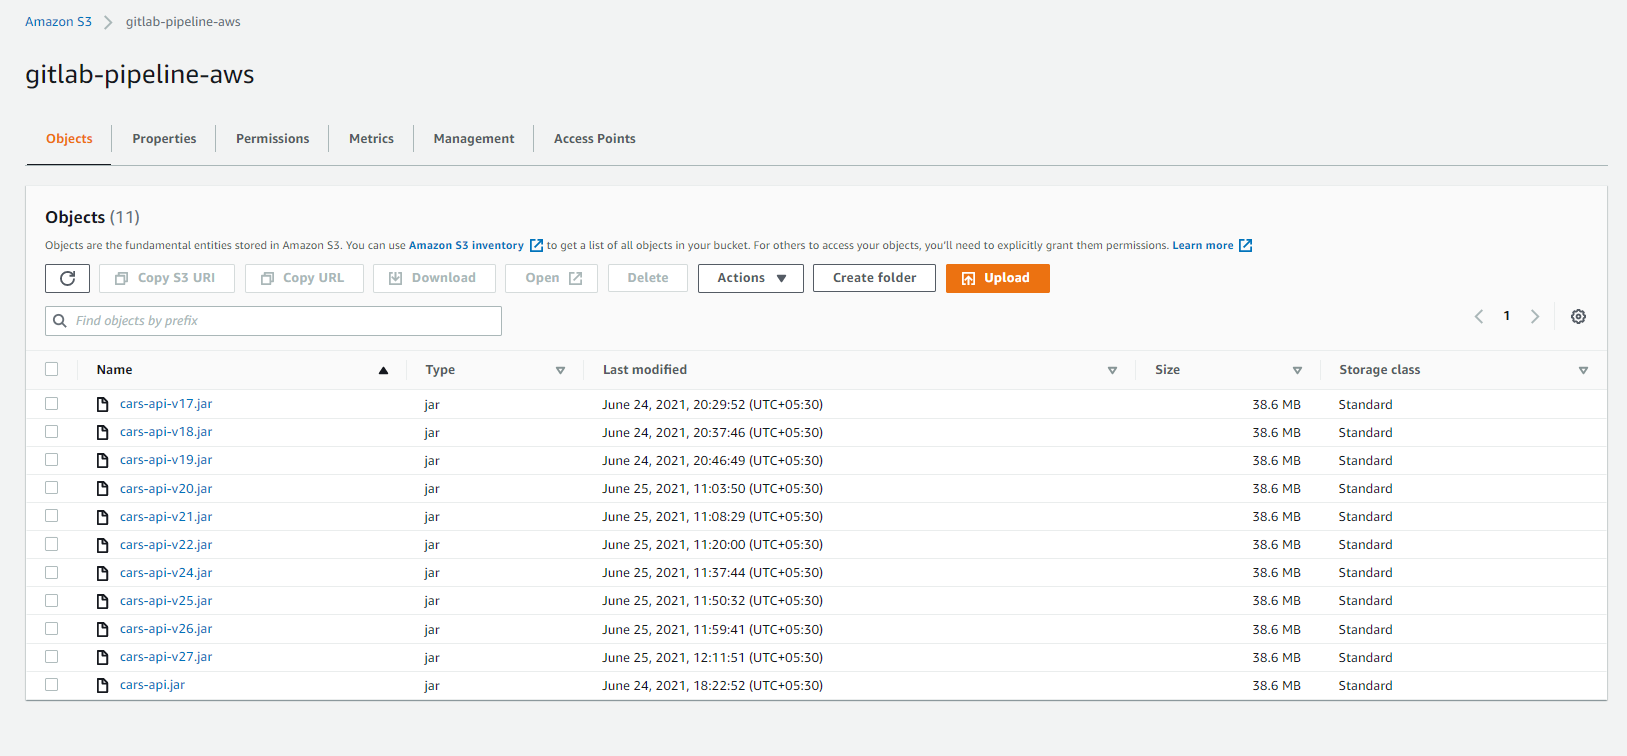 Amazon S3 gitlab-pipeline-aws
gitlab-pipeline-aws
Objects Properties Permissions Metrics Management Access Points
Objects (11)
Objects are the fundamental entities stored in Amazon S3. You can use Amazon S3 inventory to get a list of all objects in your bucket. For others to access your objects, you'll need to explicitly grant them permissions. Learn more
Copy S3 URI Copy URL Download Open Delete Actions Create folder Upload
Find objects by prefix 1
Name Type Last modified Size Storage class
cars-api-v17.jar jar June 24, 2021, 20:29:52 (UTC+05:30) 38.6 MB Standard
cars-api-v18.jar jar June 24, 2021, 20:37:46 (UTC+05:30) 38.6 MB Standard
cars-api-v19.jar jar June 24, 2021, 20:46:49 (UTC+05:30) 38.6 MB Standard
cars-api-v20.jar jar June 25, 2021, 11:03:50 (UTC+05:30) 38.6 MB Standard
cars-api-v21.jar jar June 25, 2021, 11:08:29 (UTC+05:30) 38.6 MB Standard
cars-api-v22.jar jar June 25, 2021, 11:20:00 (UTC+05:30) 38.6 MB Standard
cars-api-v24.jar jar June 25, 2021, 11:37:44 (UTC+05:30) 38.6 MB Standard
cars-api-v25.jar jar June 25, 2021, 11:50:32 (UTC+05:30) 38.6 MB Standard
cars-api-v26.jar jar June 25, 2021, 11:59:41 (UTC+05:30) 38.6 MB Standard
cars-api-v27.jar jar June 25, 2021, 12:11:51 (UTC+05:30) 38.6 MB Standard
cars-api.jar jar June 24, 2021, 18:22:52 (UTC+05:30) 38.6 MB Standard